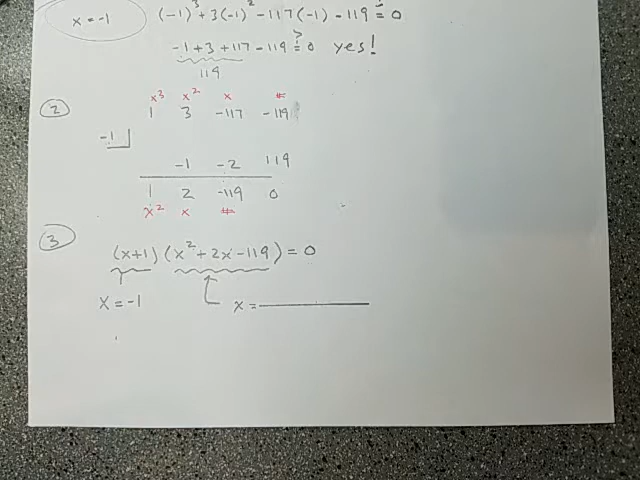 x = -1 (-1)³ + 3(-1)² - 117(-1) - 119 ≟ 0
-1 + 3 + 117 - 119 ≟ 0 yes!
119
2
x³ x² x #
1 3 -117 -119
-1
-1 -2 119
1 2 -119 0
x² x #
3
(x+1) (x² + 2x - 119) = 0
x = -1 x =